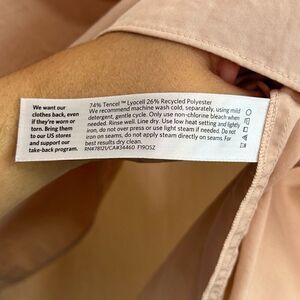 We want our
clothes back, even
if they're worn or
torn. Bring them
to our US stores
and support our
take-back program.
74% Tencel™ Lyocell 26% Recycled Polyester
We recommend machine wash cold, separately, using mild
detergent, gentle cycle. Only use non-chlorine bleach when
needed. Rinse well. Line dry. Use low heat setting and lightly
iron, do not over press or use light steam if needed. Do not
iron on seams, do not apply steam directly on seams. For
best results dry clean.
RN#78121/CA#34460 F19OSZ